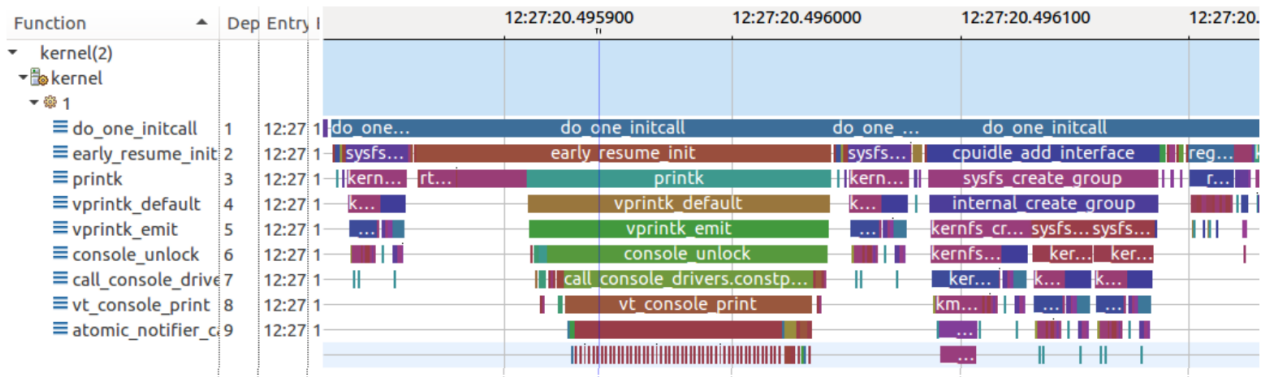 Function Dep Entry 12:27:20.495900 12:27:20.496000 12:27:20.496100 12:27:20.
kernel(2)
kernel
1
do_one_initcall 1 12:27 1 do_one... do_one_initcall do_one_... do_one_initcall
early_resume_init 2 12:27 1 sysfs... early_resume_init sysfs... cpuidle_add_interface reg...
printk 3 12:27 1 kern... rt... printk kern... sysfs_create_group r...
vprintk_default 4 12:27 1 k... vprintk_default k... internal_create_group
vprintk_emit 5 12:27 1 ... vprintk_emit ... kernfs_cr... sysfs... sysfs...
console_unlock 6 12:27 1 console_unlock kernfs... ker... ker...
call_console_drive 7 12:27 1 call_console_drivers.constp... ker... k... k...
vt_console_print 8 12:27 1 vt_console_print km... ... ...
atomic_notifier_ca 9 12:27 1 ...
...